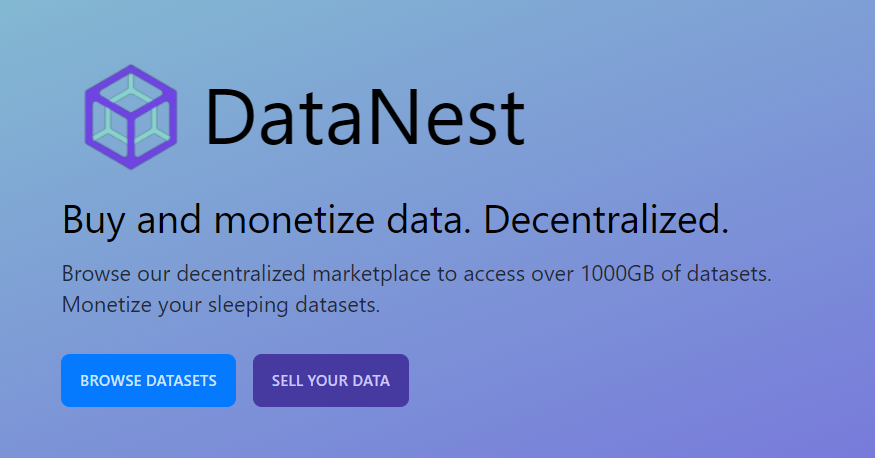 DataNest
Buy and monetize data. Decentralized.
Browse our decentralized marketplace to access over 1000GB of datasets.
Monetize your sleeping datasets.
BROWSE DATASETS SELL YOUR DATA